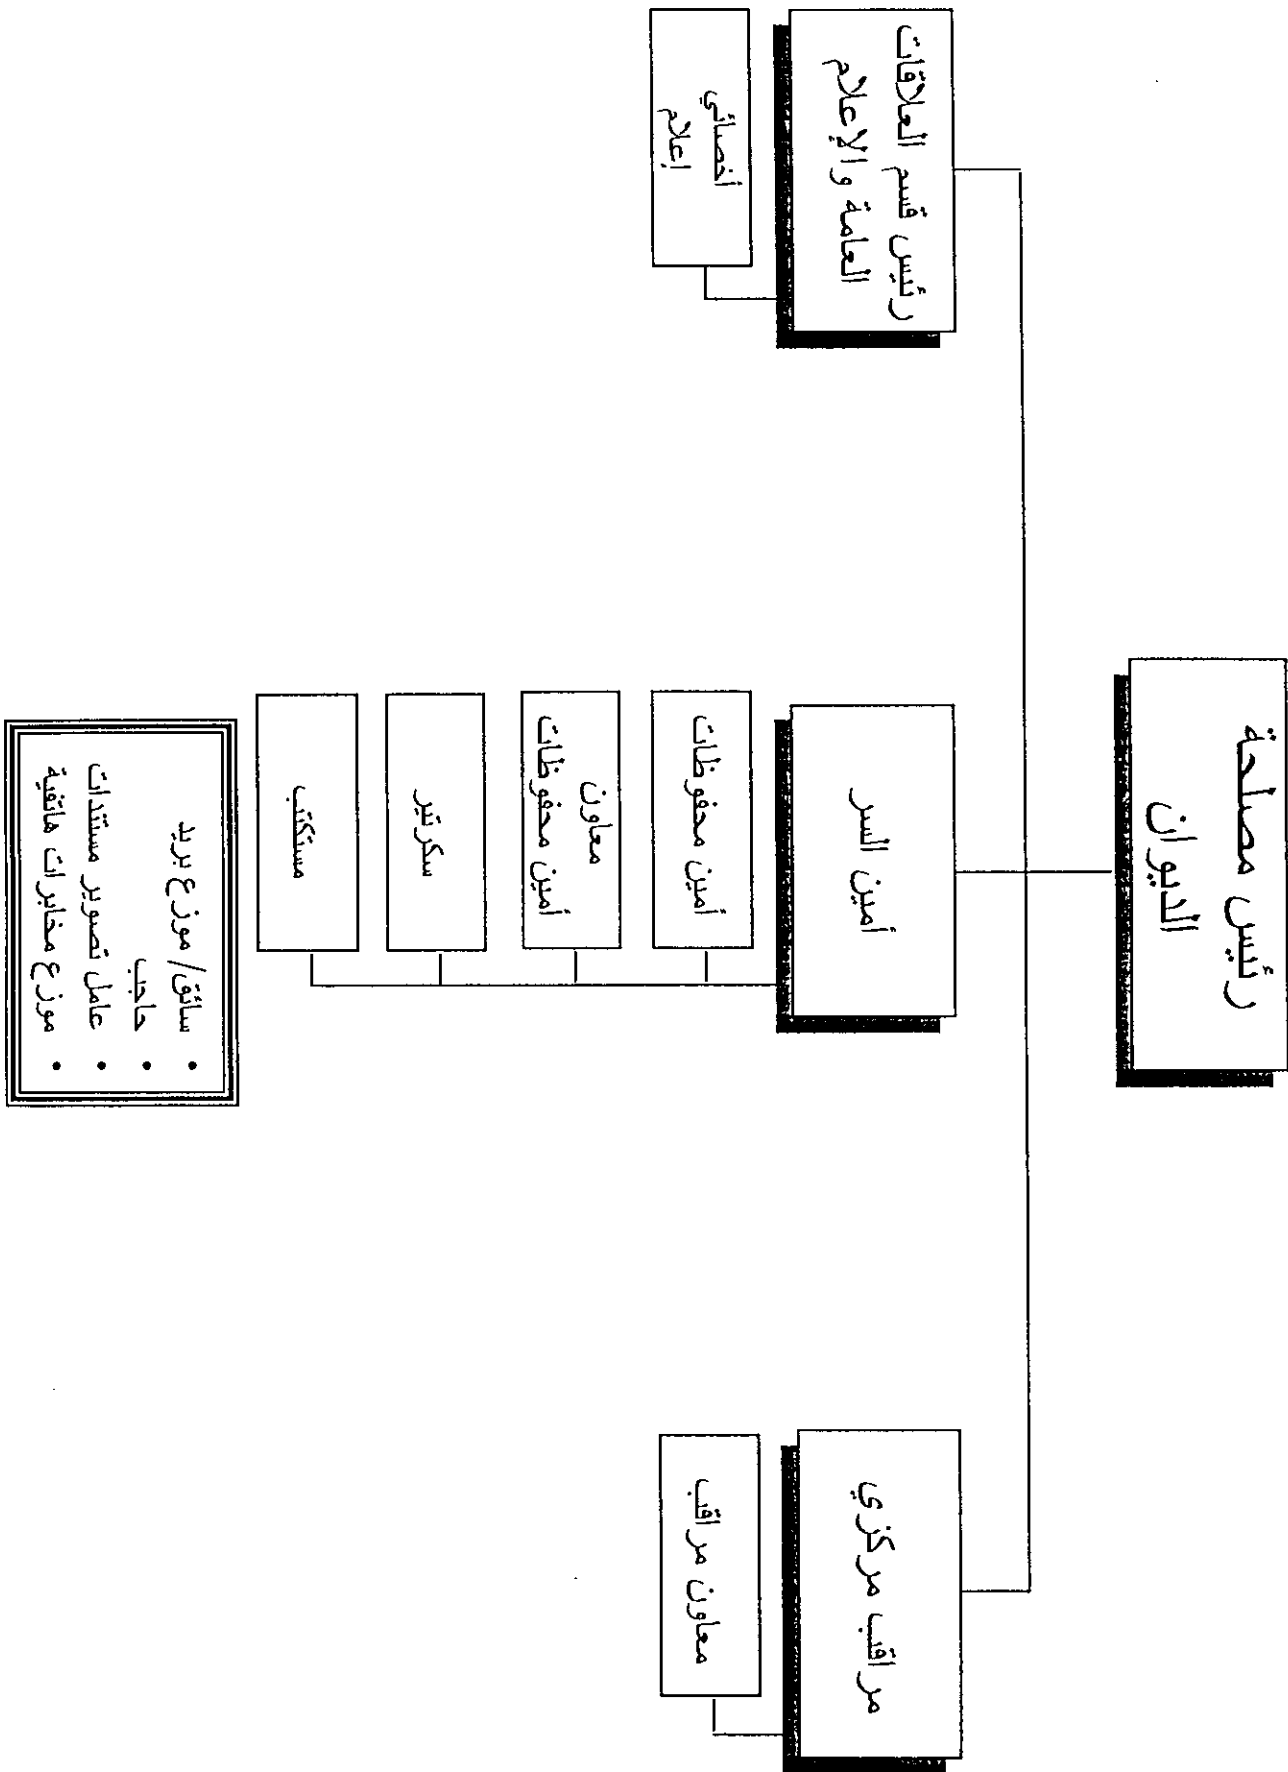 رئيس مصلحة
الديوان
رئيس قسم العلاقات
العامة والإعلام
أخصائي
إعلام
أمين السر
أمين محفوظات
معاون
أمين محفوظات
سكرتير
مستكتب
• سائق/ موزع بريد
• حاجب
• عامل تصوير مستندات
• موزع مخابرات هاتفية
مراقب مركزي
معاون مراقب